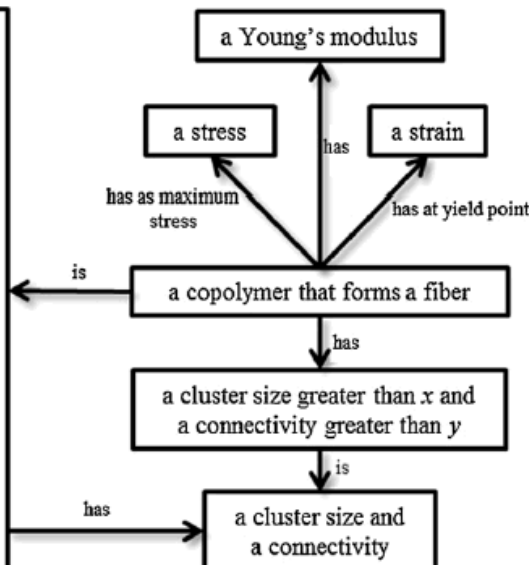 a Young's modulus
a stress
a strain
has
has as maximum
stress
has at yield point
is
a copolymer that forms a fiber
has
a cluster size greater than x and
a connectivity greater than y
is
has
a cluster size and
a connectivity